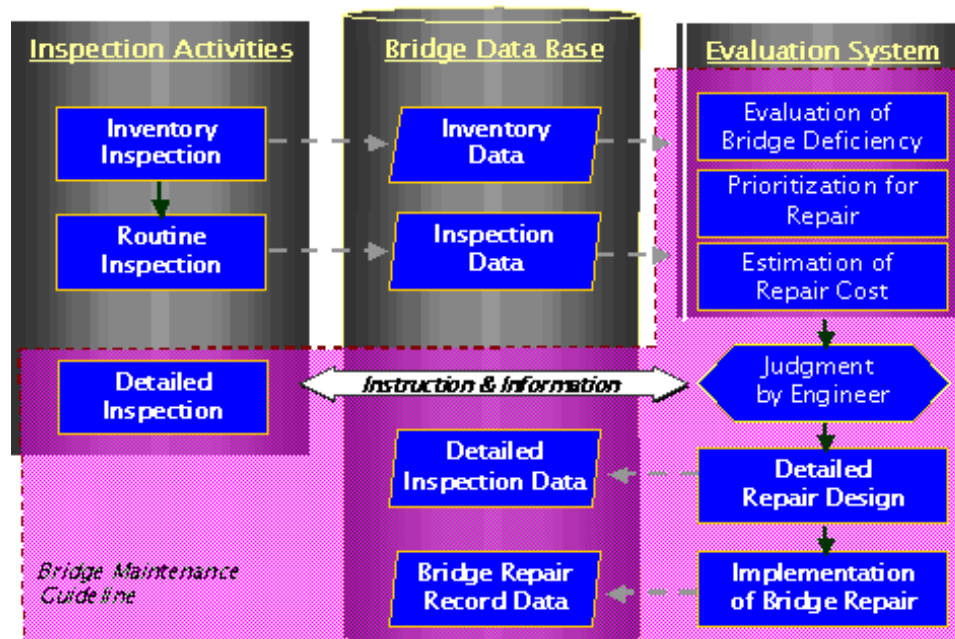 Inspection Activities
Bridge Data Base
Evaluation System
Inventory
Inspection
Inventory
Data
Evaluation of
Bridge Deficiency
Prioritization for
Repair
Routine
Inspection
Inspection
Data
Estimation of
Repair Cost
Detailed
Inspection
Instruction & Information
Judgment
by Engineer
Detailed
Inspection Data
Detailed
Repair Design
Bridge Maintenance
Guideline
Bridge Repair
Record Data
Implementation
of Bridge Repair